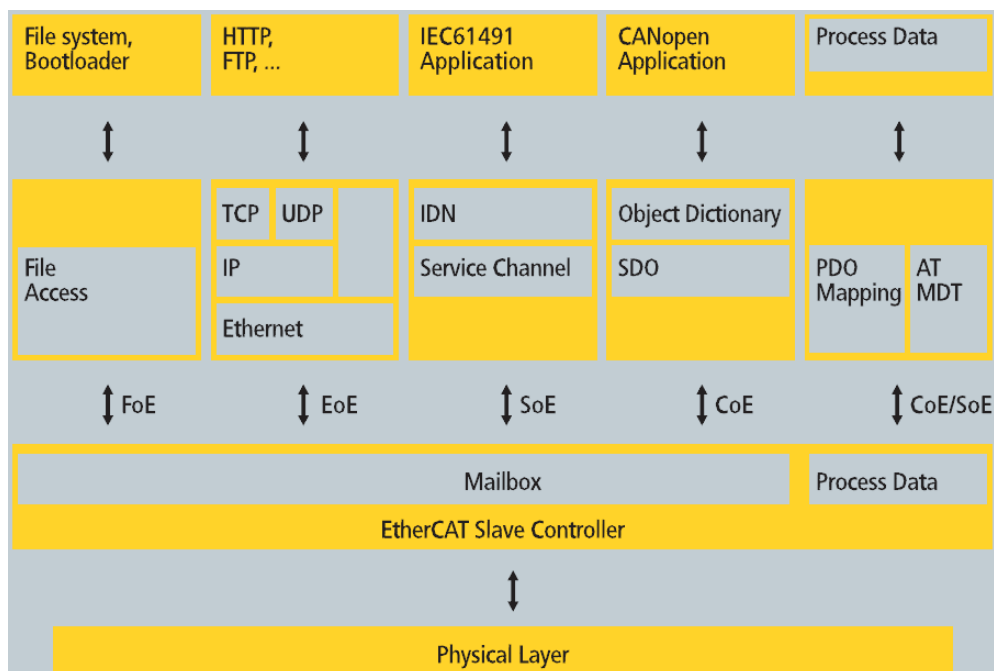 File system,
Bootloader
HTTP,
FTP, ...
IEC61491
Application
CANopen
Application
Process Data
File
Access
TCP
UDP
IP
Ethernet
IDN
Service Channel
Object Dictionary
SDO
PDO
Mapping
AT
MDT
FoE
EoE
SoE
CoE
CoE/SoE
Mailbox
Process Data
EtherCAT Slave Controller
Physical Layer